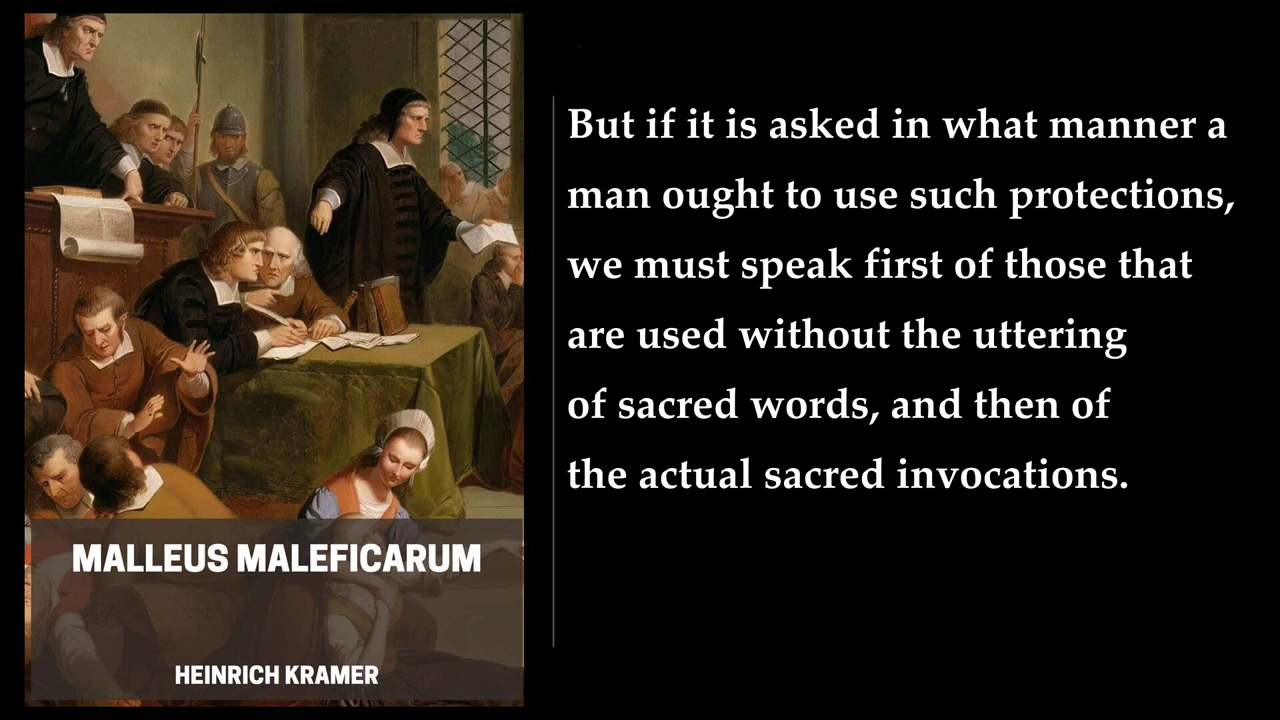 MALLEUS MALEFICARUM
HEINRICH KRAMER
But if it is asked in what manner a
man ought to use such protections,
we must speak first of those that
are used without the uttering
of sacred words, and then of
the actual sacred invocations.